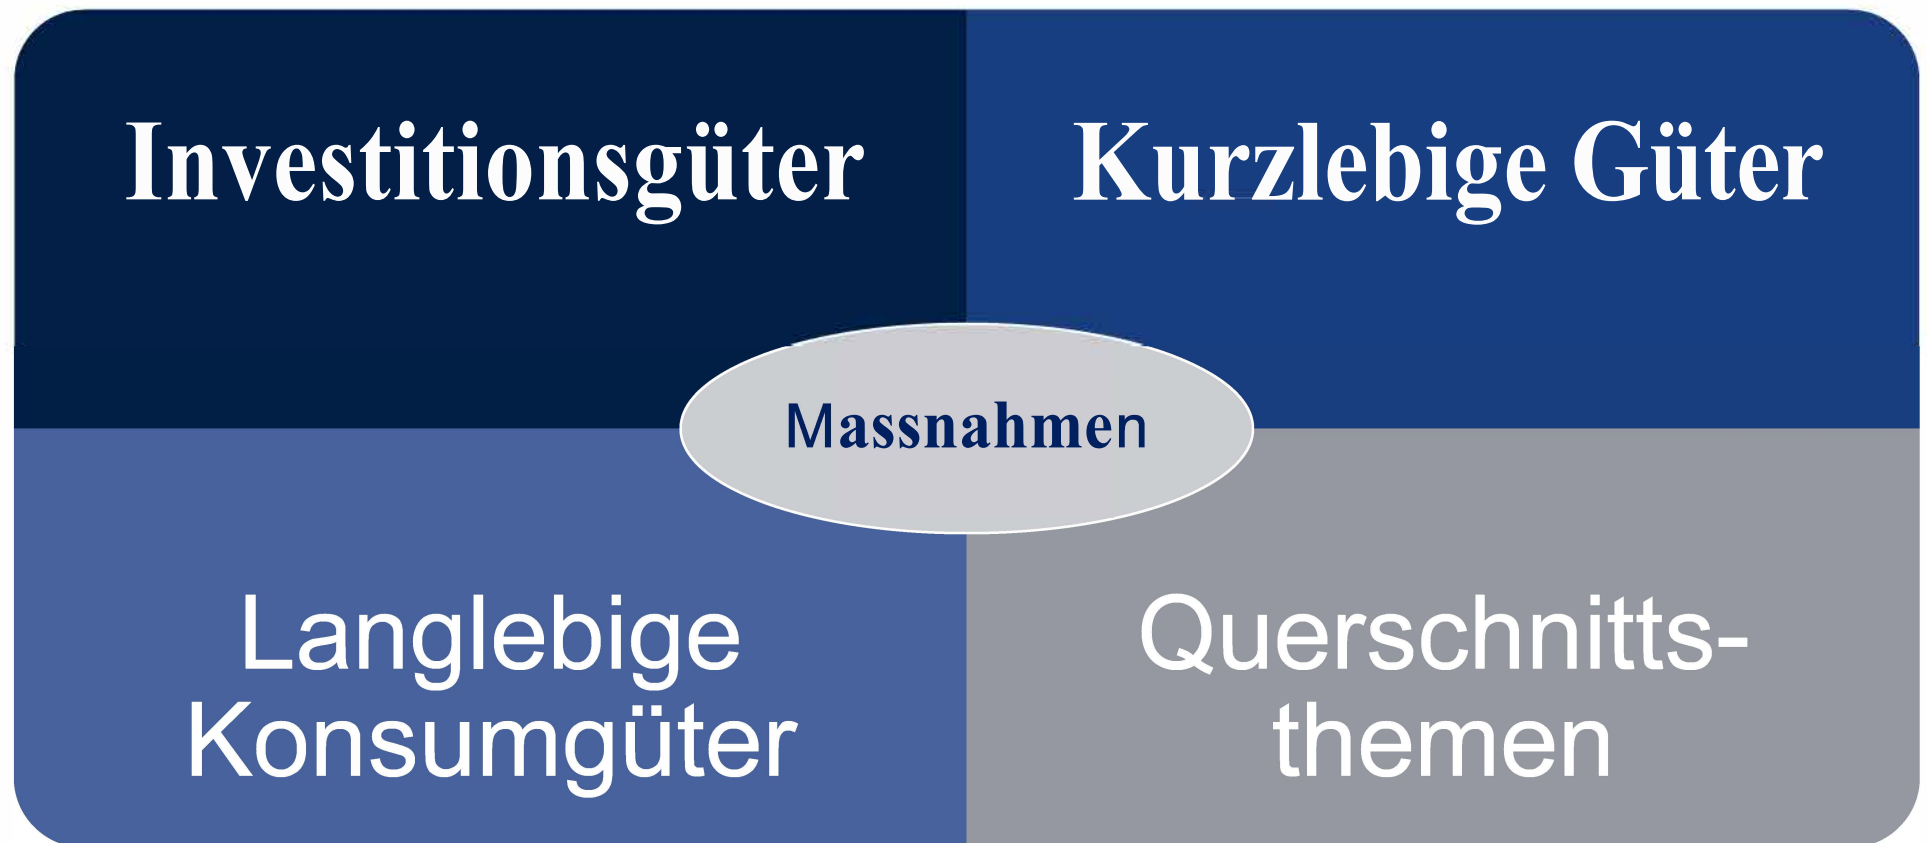 Investitionsgüter
Kurzlebige Güter
Massnahmen
Langlebige
Konsumgüter
Querschnitts-
themen